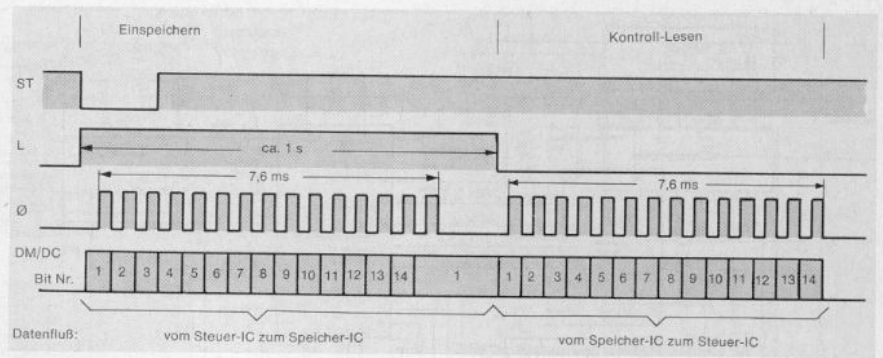 Einspeichern
Kontroll-Lesen
ST
L
ca. 1 s
7,6 ms
7,6 ms
Ø
DM/DC
Bit Nr.
1 2 3 4 5 6 7 8 9 10 11 12 13 14 1 1 2 3 4 5 6 7 8 9 10 11 12 13 14
Datenfluß:
vom Steuer-IC zum Speicher-IC
vom Speicher-IC zum Steuer-IC